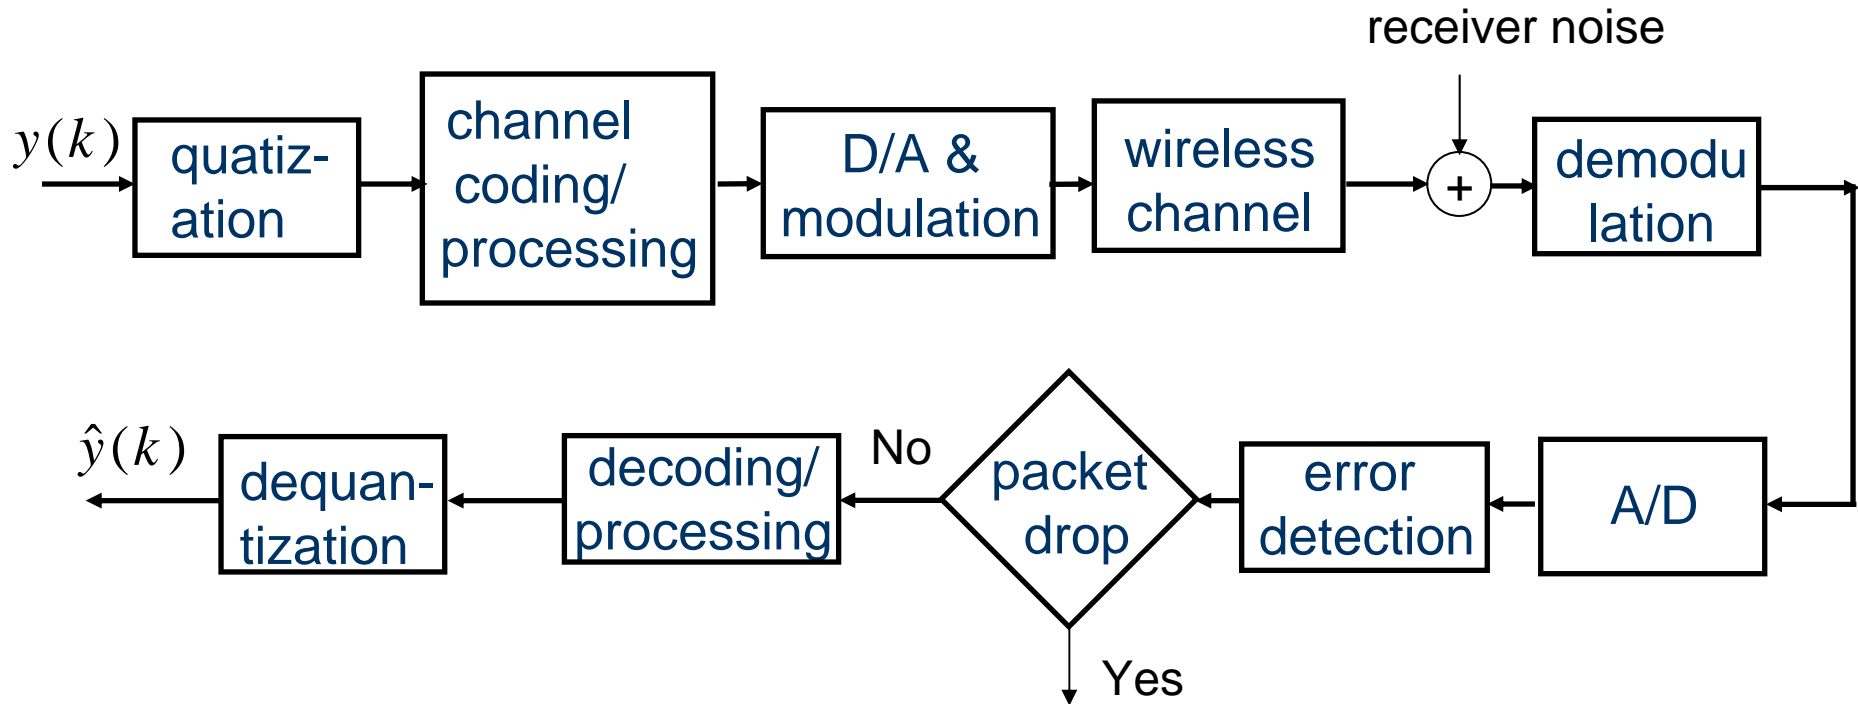 receiver noise
y(k)
quatiz-
ation
channel
coding/
processing
D/A &
modulation
wireless
channel
+
demodu
lation
ŷ(k)
dequan-
tization
decoding/
processing
No
packet
drop
error
detection
A/D
Yes